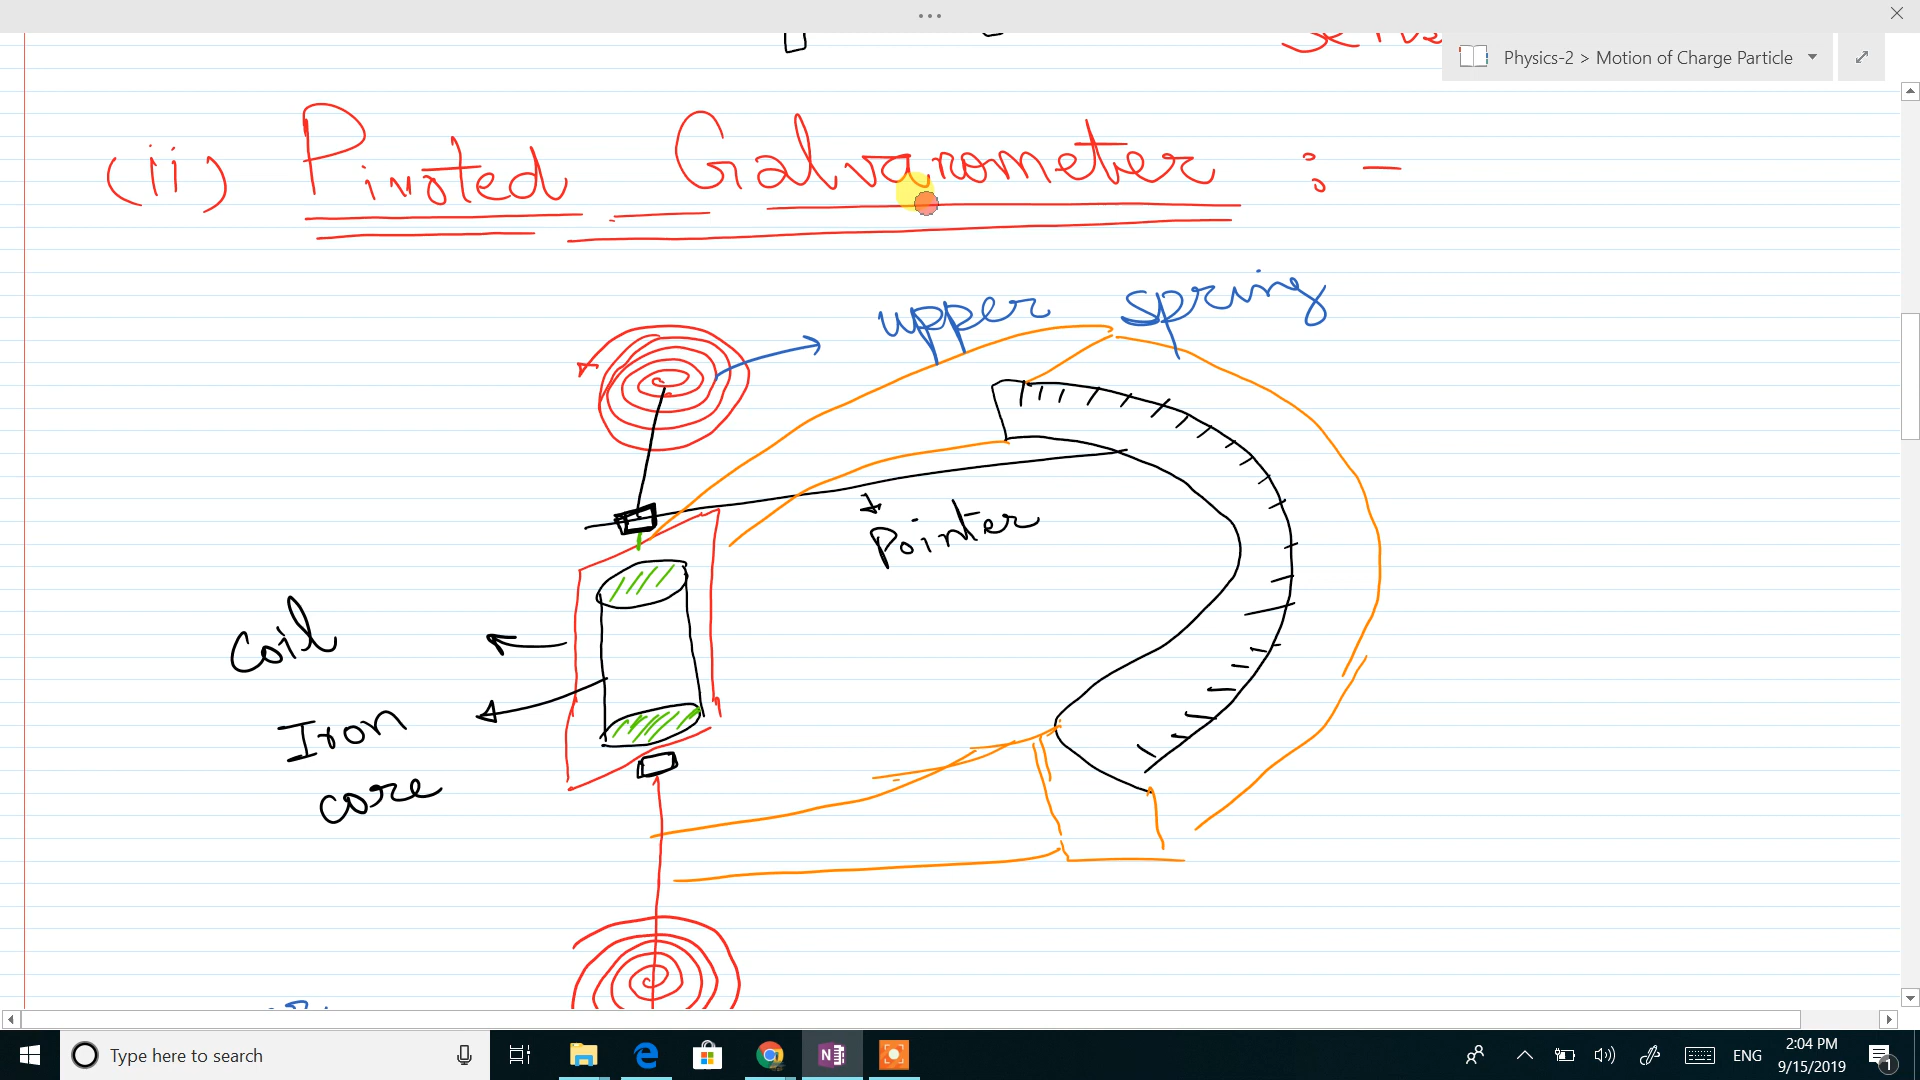 ...
Physics-2 > Motion of Charge Particle
(ii) Pivoted Galvanometer :-
upper spring
Pointer
Coil
Iron
core
Type here to search
ENG
2:04 PM
9/15/2019
1